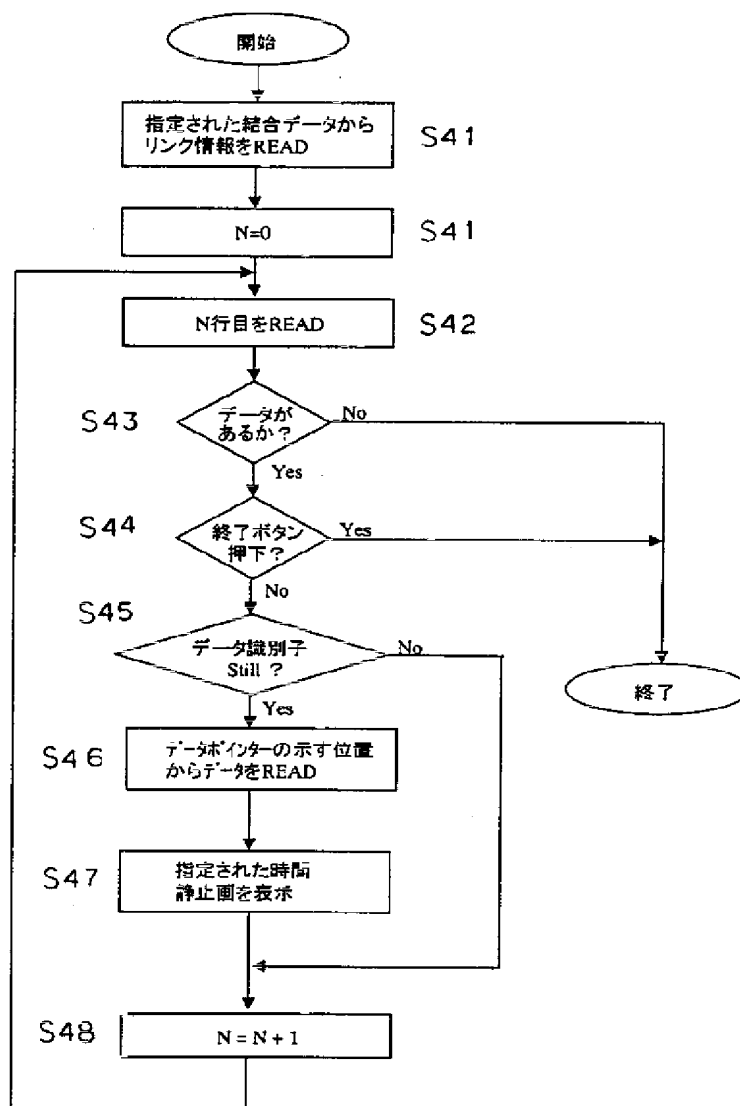 開始
指定された結合データから
リンク情報をREAD
S41
N=0
S41
N行目をREAD
S42
S43
データが
あるか？
No
Yes
S44
終了ボタン
押下？
Yes
No
S45
データ識別子
Still ？
No
Yes
終了
S46
データポインターの示す位置
からデータをREAD
S47
指定された時間
静止画を表示
S48
N = N + 1